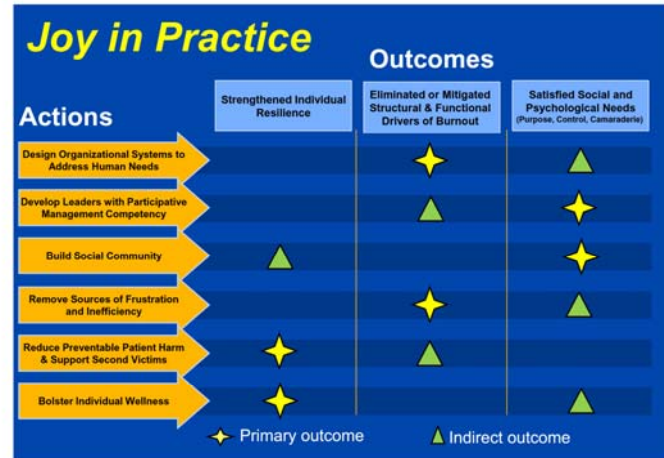 Joy in Practice
Outcomes
Actions
Strengthened Individual
Resilience
Eliminated or Mitigated
Structural & Functional
Drivers of Burnout
Satisfied Social and
Psychological Needs
(Purpose, Control, Camaraderie)
Design Organizational Systems to
Address Human Needs
Develop Leaders with Participative
Management Competency
Build Social Community
Remove Sources of Frustration
and Inefficiency
Reduce Preventable Patient Harm
& Support Second Victims
Bolster Individual Wellness
Primary outcome
Indirect outcome